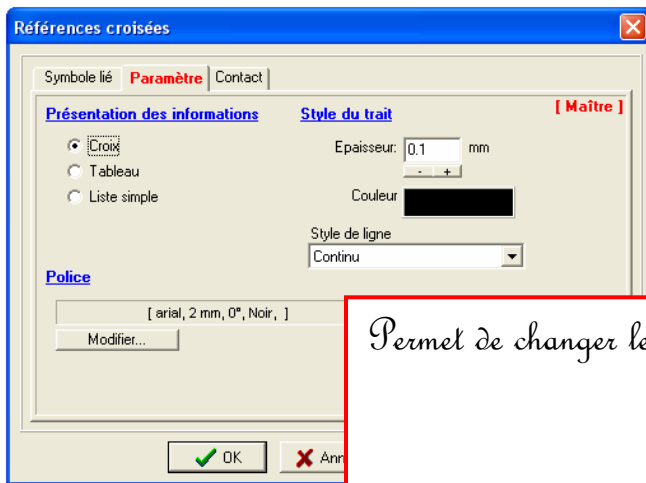 Références croisées
Symbole lié Paramètre Contact
Présentation des informations Style du trait [ Maître ]
Croix Epaisseur: 0.1 mm
- +
Tableau
Liste simple Couleur
Style de ligne
Continu
Police
[ arial, 2 mm, 0°, Noir, ]
Modifier...
Permet de changer le
OK Ann